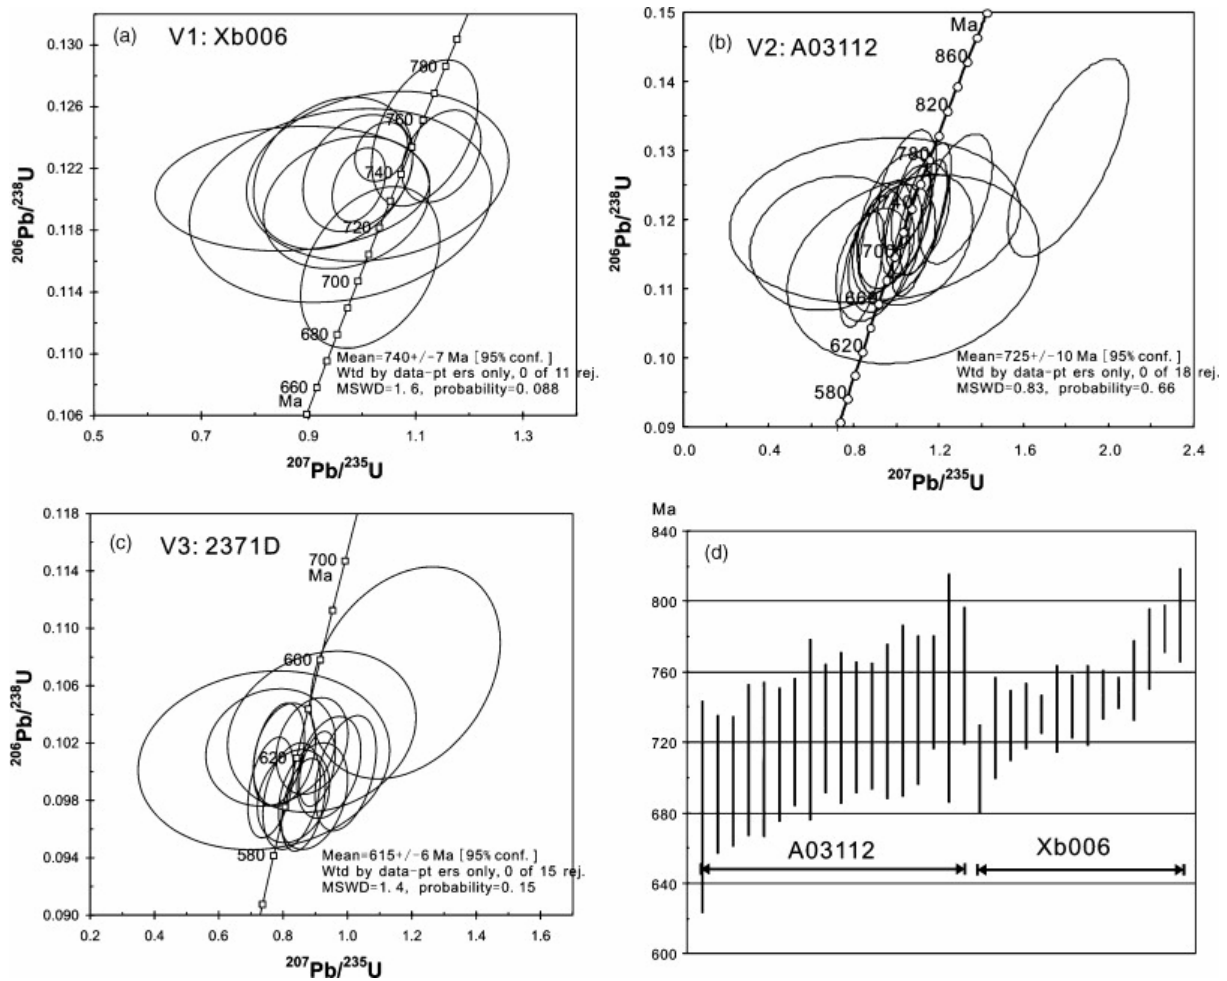 (a) V1: Xb006
0.130
0.126
0.122
0.118
0.114
0.110
0.106
206Pb/238U
780
760
740
720
700
680
660
Ma
Mean=740+/-7 Ma [95% conf.]
Wtd by data-pt ers only, 0 of 11 rej.
MSWD=1.6, probability=0.088
0.5 0.7 0.9 1.1 1.3
207Pb/235U
(b) V2: A03112
0.15
0.14
0.13
0.12
0.11
0.10
0.09
206Pb/238U
Ma
860
820
780
740
700
660
620
580
Mean=725+/-10 Ma [95% conf.]
Wtd by data-pt ers only, 0 of 18 rej.
MSWD=0.83, probability=0.66
0.0 0.4 0.8 1.2 1.6 2.0 2.4
207Pb/235U
(c) V3: 2371D
0.118
0.114
0.110
0.106
0.102
0.098
0.094
0.090
206Pb/238U
700
Ma
660
620
580
Mean=615+/-6 Ma [95% conf.]
Wtd by data-pt ers only, 0 of 15 rej.
MSWD=1.4, probability=0.15
0.2 0.4 0.6 0.8 1.0 1.2 1.4 1.6
207Pb/235U
Ma
(d)
840
800
760
720
680
640
600
A03112
Xb006